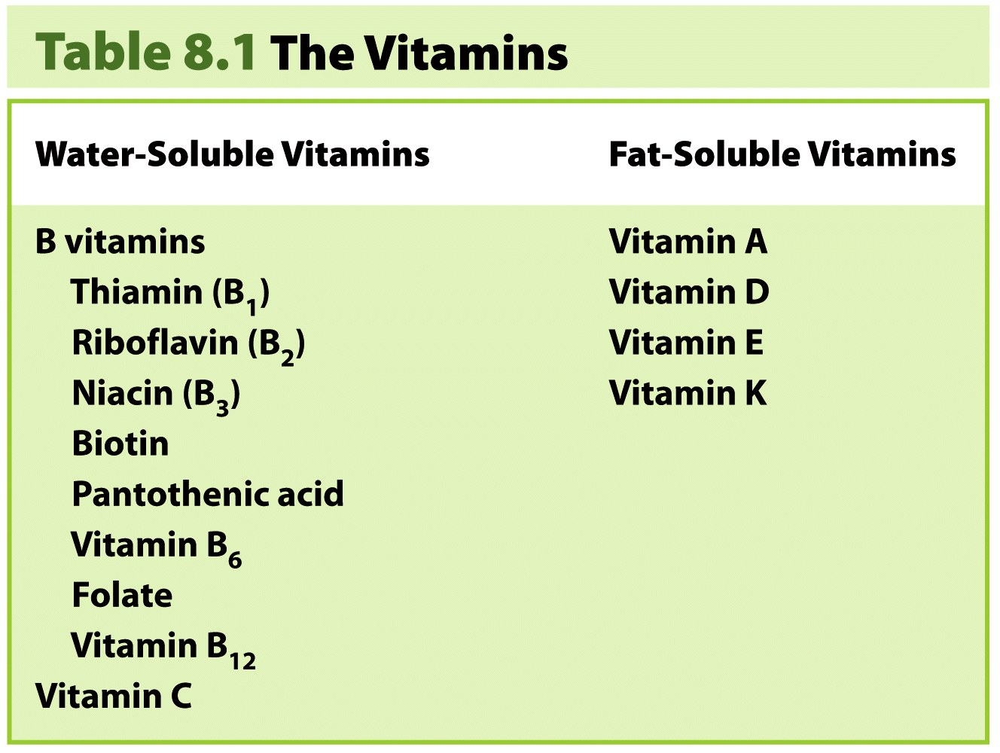 Table 8.1 The Vitamins
Water-Soluble Vitamins
Fat-Soluble Vitamins
B vitamins
Thiamin (B₁)
Riboflavin (B₂)
Niacin (B₃)
Biotin
Pantothenic acid
Vitamin B₆
Folate
Vitamin B₁₂
Vitamin C
Vitamin A
Vitamin D
Vitamin E
Vitamin K